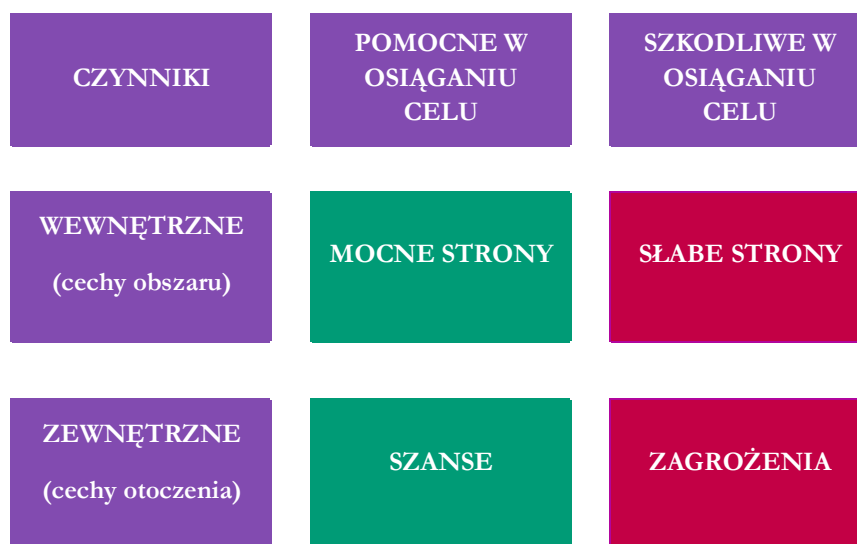 CZYNNIKI
POMOCNE W
OSIĄGANIU
CELU
SZKODLIWE W
OSIĄGANIU
CELU
WEWNĘTRZNE
(cechy obszaru)
MOCNE STRONY
SŁABE STRONY
ZEWNĘTRZNE
(cechy otoczenia)
SZANSE
ZAGROŻENIA